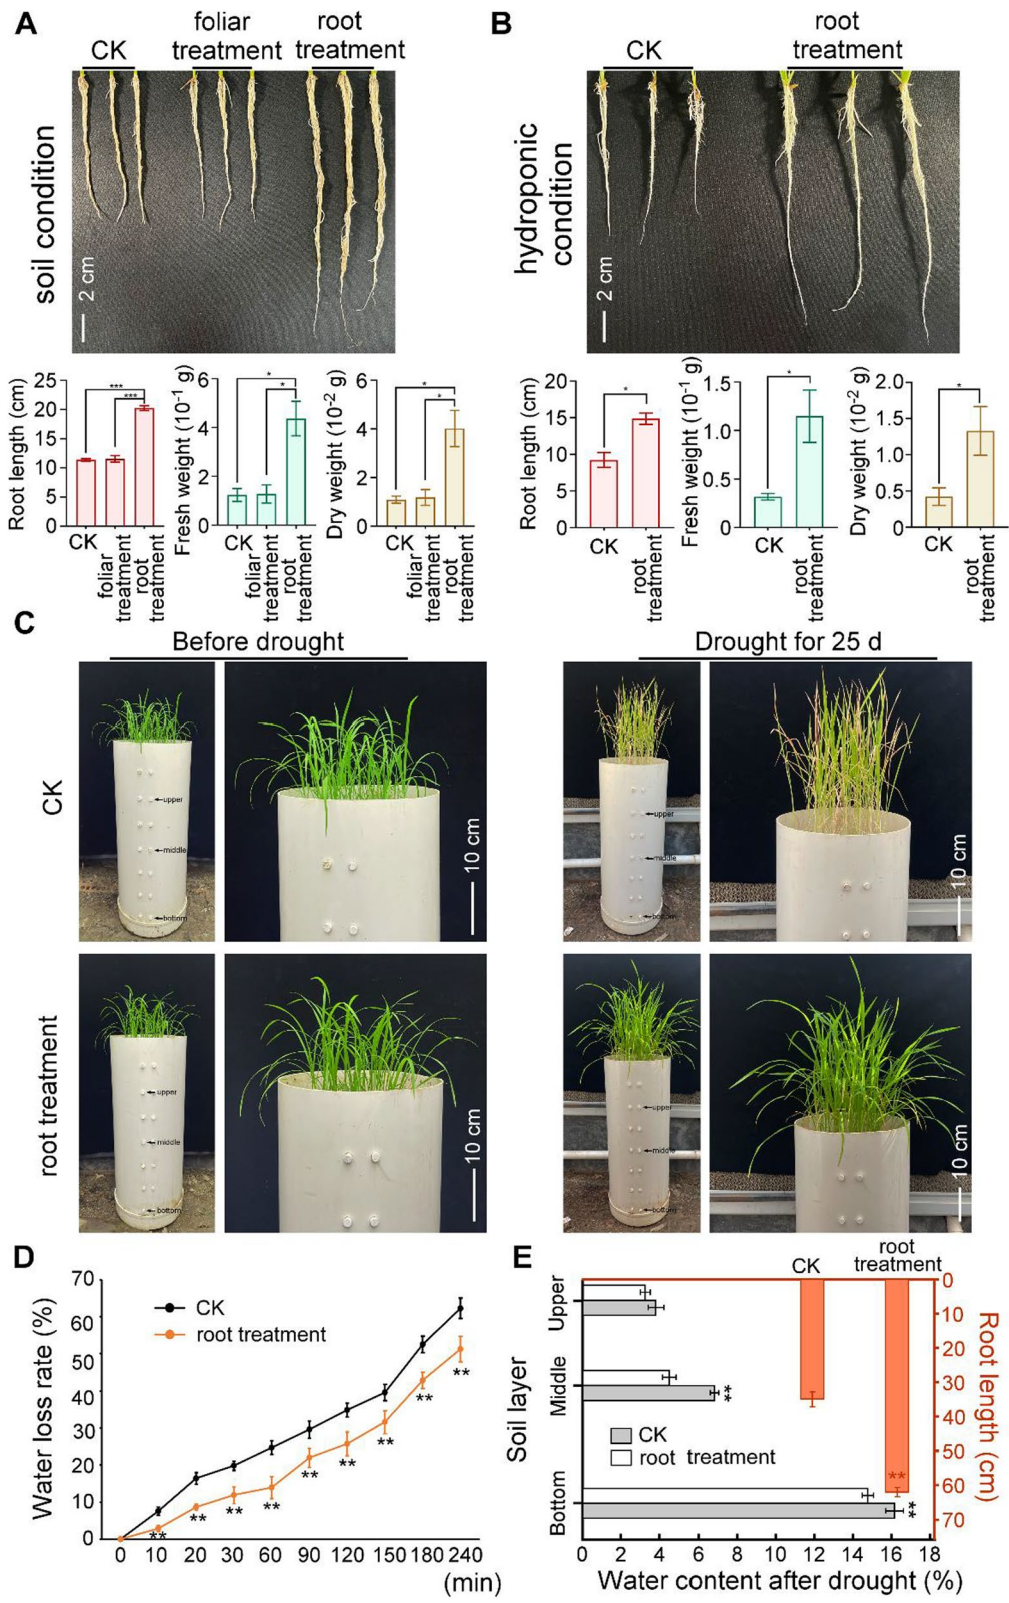 A
CK
foliar
treatment
root
treatment
soil condition
2 cm
B
CK
root
treatment
hydroponic
condition
2 cm
Root length (cm)
25
20
15
10
5
0
***
***
CK
foliar
treatment
root
treatment
Fresh weight (10-1 g)
6
4
2
0
*
*
CK
foliar
treatment
root
treatment
Dry weight (10-2 g)
6
4
2
0
*
*
CK
foliar
treatment
root
treatment
Root length (cm)
20
15
10
5
0
*
CK
root
treatment
Fresh weight (10-1 g)
1.5
1.0
0.5
0
*
CK
root
treatment
Dry weight (10-2 g)
2.0
1.5
1.0
0.5
0
*
CK
root
treatment
C
Before drought
Drought for 25 d
CK
upper
middle
bottom
10 cm
upper
middle
bottom
10 cm
root treatment
upper
middle
bottom
10 cm
upper
middle
bottom
10 cm
D
Water loss rate (%)
70
60
50
40
30
20
10
0
CK
root treatment
** ** ** ** ** ** ** ** **
0 10 20 30 60 90 120 150 180 240
(min)
E
CK
root
treatment
Soil layer
Upper
Middle
Bottom
**
**
**
CK
root treatment
0
10
20
30
40
50
60
70
Root length (cm)
0 2 4 6 8 10 12 14 16 18
Water content after drought (%)